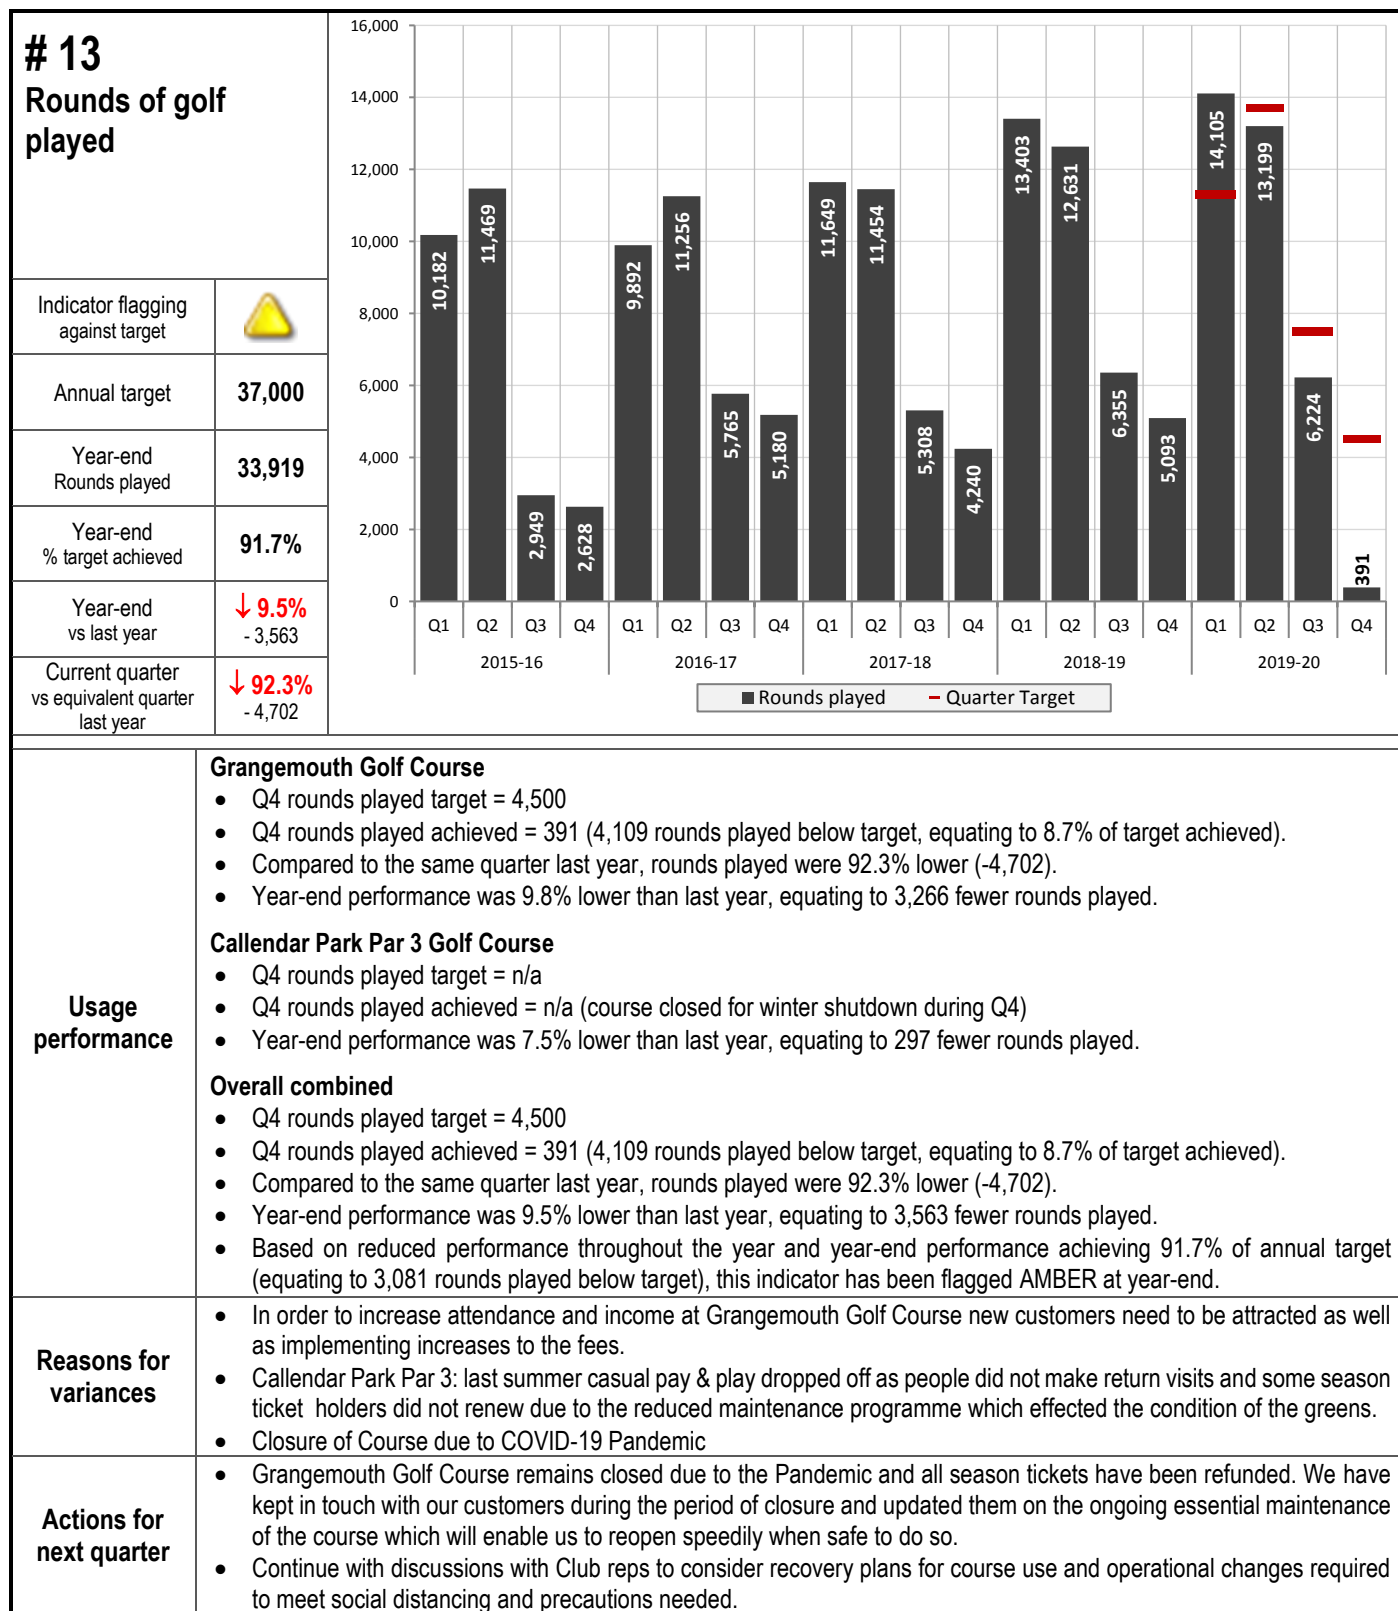 # 13
Rounds of golf
played
Indicator flagging
against target
Annual target
37,000
Year-end
Rounds played
33,919
Year-end
% target achieved
91.7%
Year-end
vs last year
↓ 9.5%
- 3,563
Current quarter
vs equivalent quarter
last year
↓ 92.3%
- 4,702
16,000
14,000
12,000
10,000
8,000
6,000
4,000
2,000
0
10,182
11,469
2,949
2,628
9,892
11,256
5,765
5,180
11,649
11,454
5,308
4,240
13,403
12,631
6,355
5,093
14,105
13,199
6,224
391
Q1 Q2 Q3 Q4 Q1 Q2 Q3 Q4 Q1 Q2 Q3 Q4 Q1 Q2 Q3 Q4 Q1 Q2 Q3 Q4
2015-16 2016-17 2017-18 2018-19 2019-20
Rounds played Quarter Target
Usage
performance
Grangemouth Golf Course
• Q4 rounds played target = 4,500
• Q4 rounds played achieved = 391 (4,109 rounds played below target, equating to 8.7% of target achieved).
• Compared to the same quarter last year, rounds played were 92.3% lower (-4,702).
• Year-end performance was 9.8% lower than last year, equating to 3,266 fewer rounds played.
Callendar Park Par 3 Golf Course
• Q4 rounds played target = n/a
• Q4 rounds played achieved = n/a (course closed for winter shutdown during Q4)
• Year-end performance was 7.5% lower than last year, equating to 297 fewer rounds played.
Overall combined
• Q4 rounds played target = 4,500
• Q4 rounds played achieved = 391 (4,109 rounds played below target, equating to 8.7% of target achieved).
• Compared to the same quarter last year, rounds played were 92.3% lower (-4,702).
• Year-end performance was 9.5% lower than last year, equating to 3,563 fewer rounds played.
• Based on reduced performance throughout the year and year-end performance achieving 91.7% of annual target
(equating to 3,081 rounds played below target), this indicator has been flagged AMBER at year-end.
Reasons for
variances
• In order to increase attendance and income at Grangemouth Golf Course new customers need to be attracted as well
as implementing increases to the fees.
• Callendar Park Par 3: last summer casual pay & play dropped off as people did not make return visits and some season
ticket holders did not renew due to the reduced maintenance programme which effected the condition of the greens.
• Closure of Course due to COVID-19 Pandemic
Actions for
next quarter
• Grangemouth Golf Course remains closed due to the Pandemic and all season tickets have been refunded. We have
kept in touch with our customers during the period of closure and updated them on the ongoing essential maintenance
of the course which will enable us to reopen speedily when safe to do so.
• Continue with discussions with Club reps to consider recovery plans for course use and operational changes required
to meet social distancing and precautions needed.